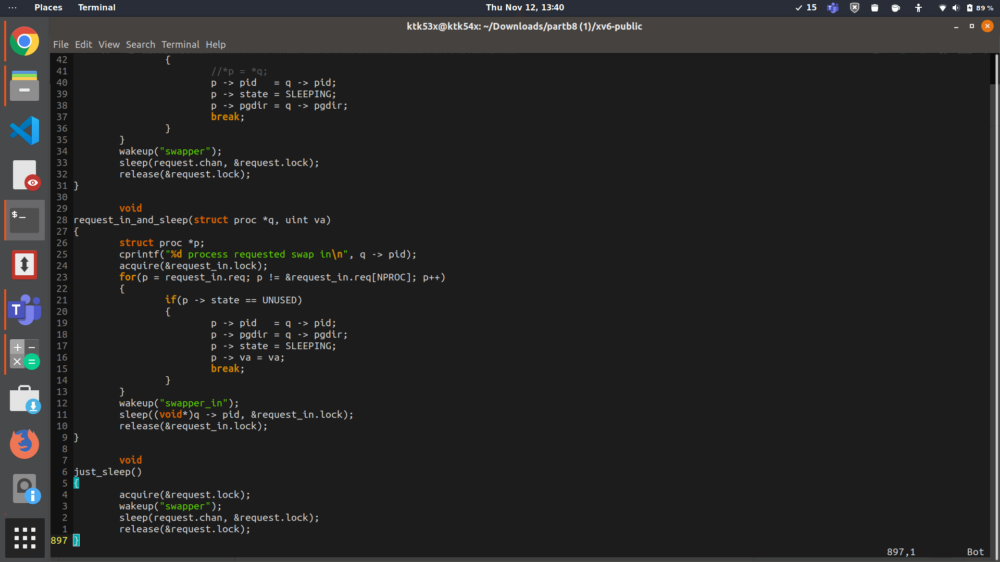 Places Terminal Thu Nov 12, 13:40 15 89 %
ktk53x@ktk54x: ~/Downloads/partb8 (1)/xv6-public
File Edit View Search Terminal Help
42 {
41 //*p = *q;
40 p -> pid   = q -> pid;
39 p -> state = SLEEPING;
38 p -> pgdir = q -> pgdir;
37 break;
36 }
35 }
34 wakeup("swapper");
33 sleep(request.chan, &request.lock);
32 release(&request.lock);
31 }
30
29 void
28 request_in_and_sleep(struct proc *q, uint va)
27 {
26 struct proc *p;
25 cprintf("%d process requested swap in\n", q -> pid);
24 acquire(&request_in.lock);
23 for(p = request_in.req; p != &request_in.req[NPROC]; p++)
22 {
21 if(p -> state == UNUSED)
20 {
19 p -> pid   = q -> pid;
18 p -> pgdir = q -> pgdir;
17 p -> state = SLEEPING;
16 p -> va = va;
15 break;
14 }
13 }
12 wakeup("swapper_in");
11 sleep((void*)q -> pid, &request_in.lock);
10 release(&request_in.lock);
9 }
8
7 void
6 just_sleep()
5 {
4 acquire(&request.lock);
3 wakeup("swapper");
2 sleep(request.chan, &request.lock);
1 release(&request.lock);
897 }
897,1 Bot